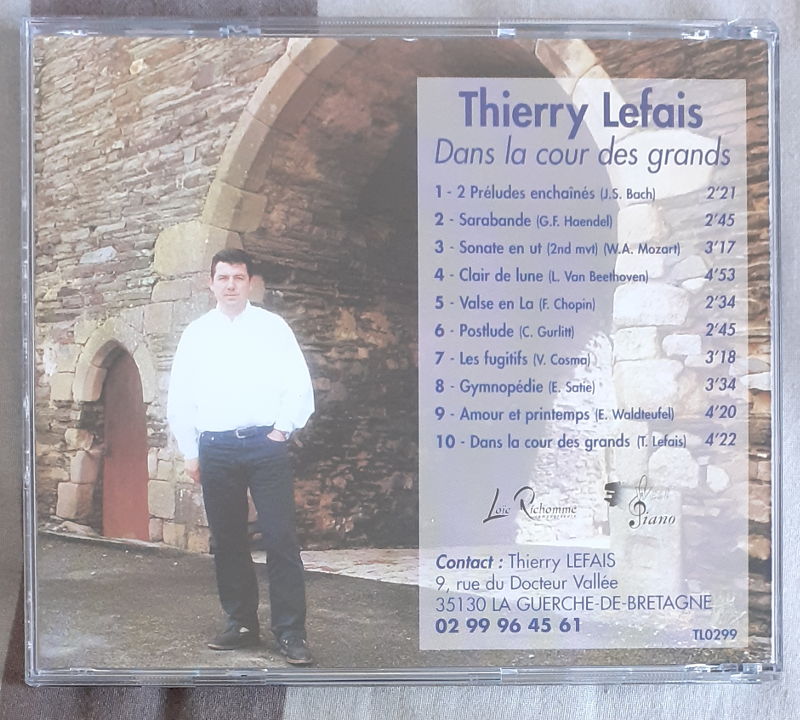 Thierry Lefais
Dans la cour des grands
1 - 2 Préludes enchaînés (J.S. Bach) 2'21
2 - Sarabande (G.F. Haendel) 2'45
3 - Sonate en ut (2nd mvt) (W.A. Mozart) 3'17
4 - Clair de lune (L. Van Beethoven) 4'53
5 - Valse en La (F. Chopin) 2'34
6 - Postlude (C. Gurlitt) 2'45
7 - Les fugitifs (V. Cosma) 3'18
8 - Gymnopédie (E. Satie) 3'34
9 - Amour et printemps (E. Waldteufel) 4'20
10 - Dans la cour des grands (T. Lefais) 4'22
Loïc Richomme
Piano
Contact : Thierry LEFAIS
9, rue du Docteur Vallée
35130 LA GUERCHE-DE-BRETAGNE
02 99 96 45 61
TL0299